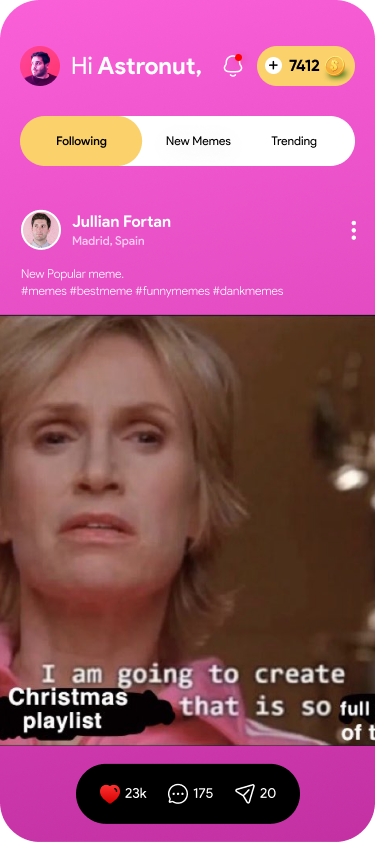 Hi Astronut,
7412
Following
New Memes
Trending
Jullian Fortan
Madrid, Spain
New Popular meme.
#memes #bestmeme #funnymemes #dankmemes
I am going to create
Christmas
playlist
that is so full
of t
23k
175
20